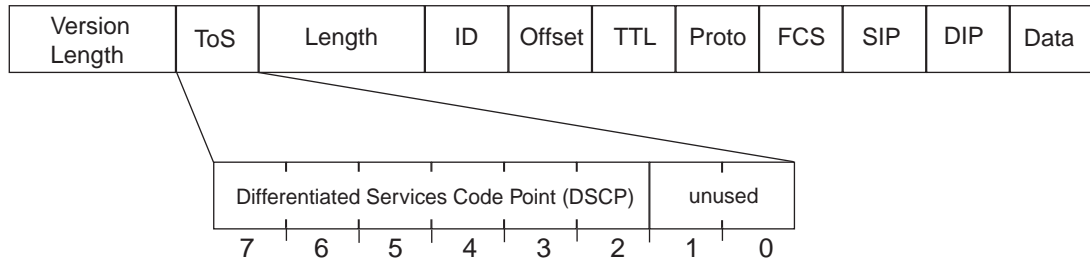 Version Length ToS Length ID Offset TTL Proto FCS SIP DIP Data
Differentiated Services Code Point (DSCP) unused
7 6 5 4 3 2 1 0